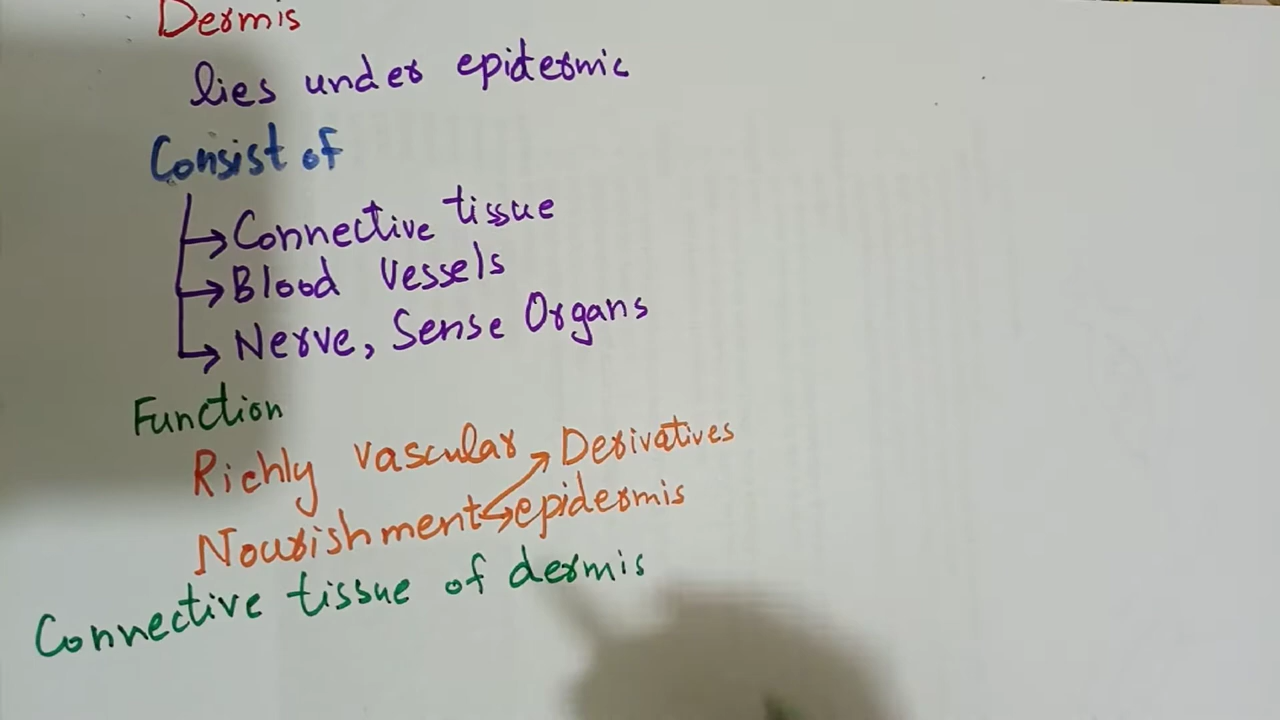 Dermis
lies under epidermic
Consist of
→Connective tissue
→Blood Vessels
→Nerve, Sense Organs
Function
Richly vascular
Nourishment → Derivatives
→ epidermis
Connective tissue of dermis